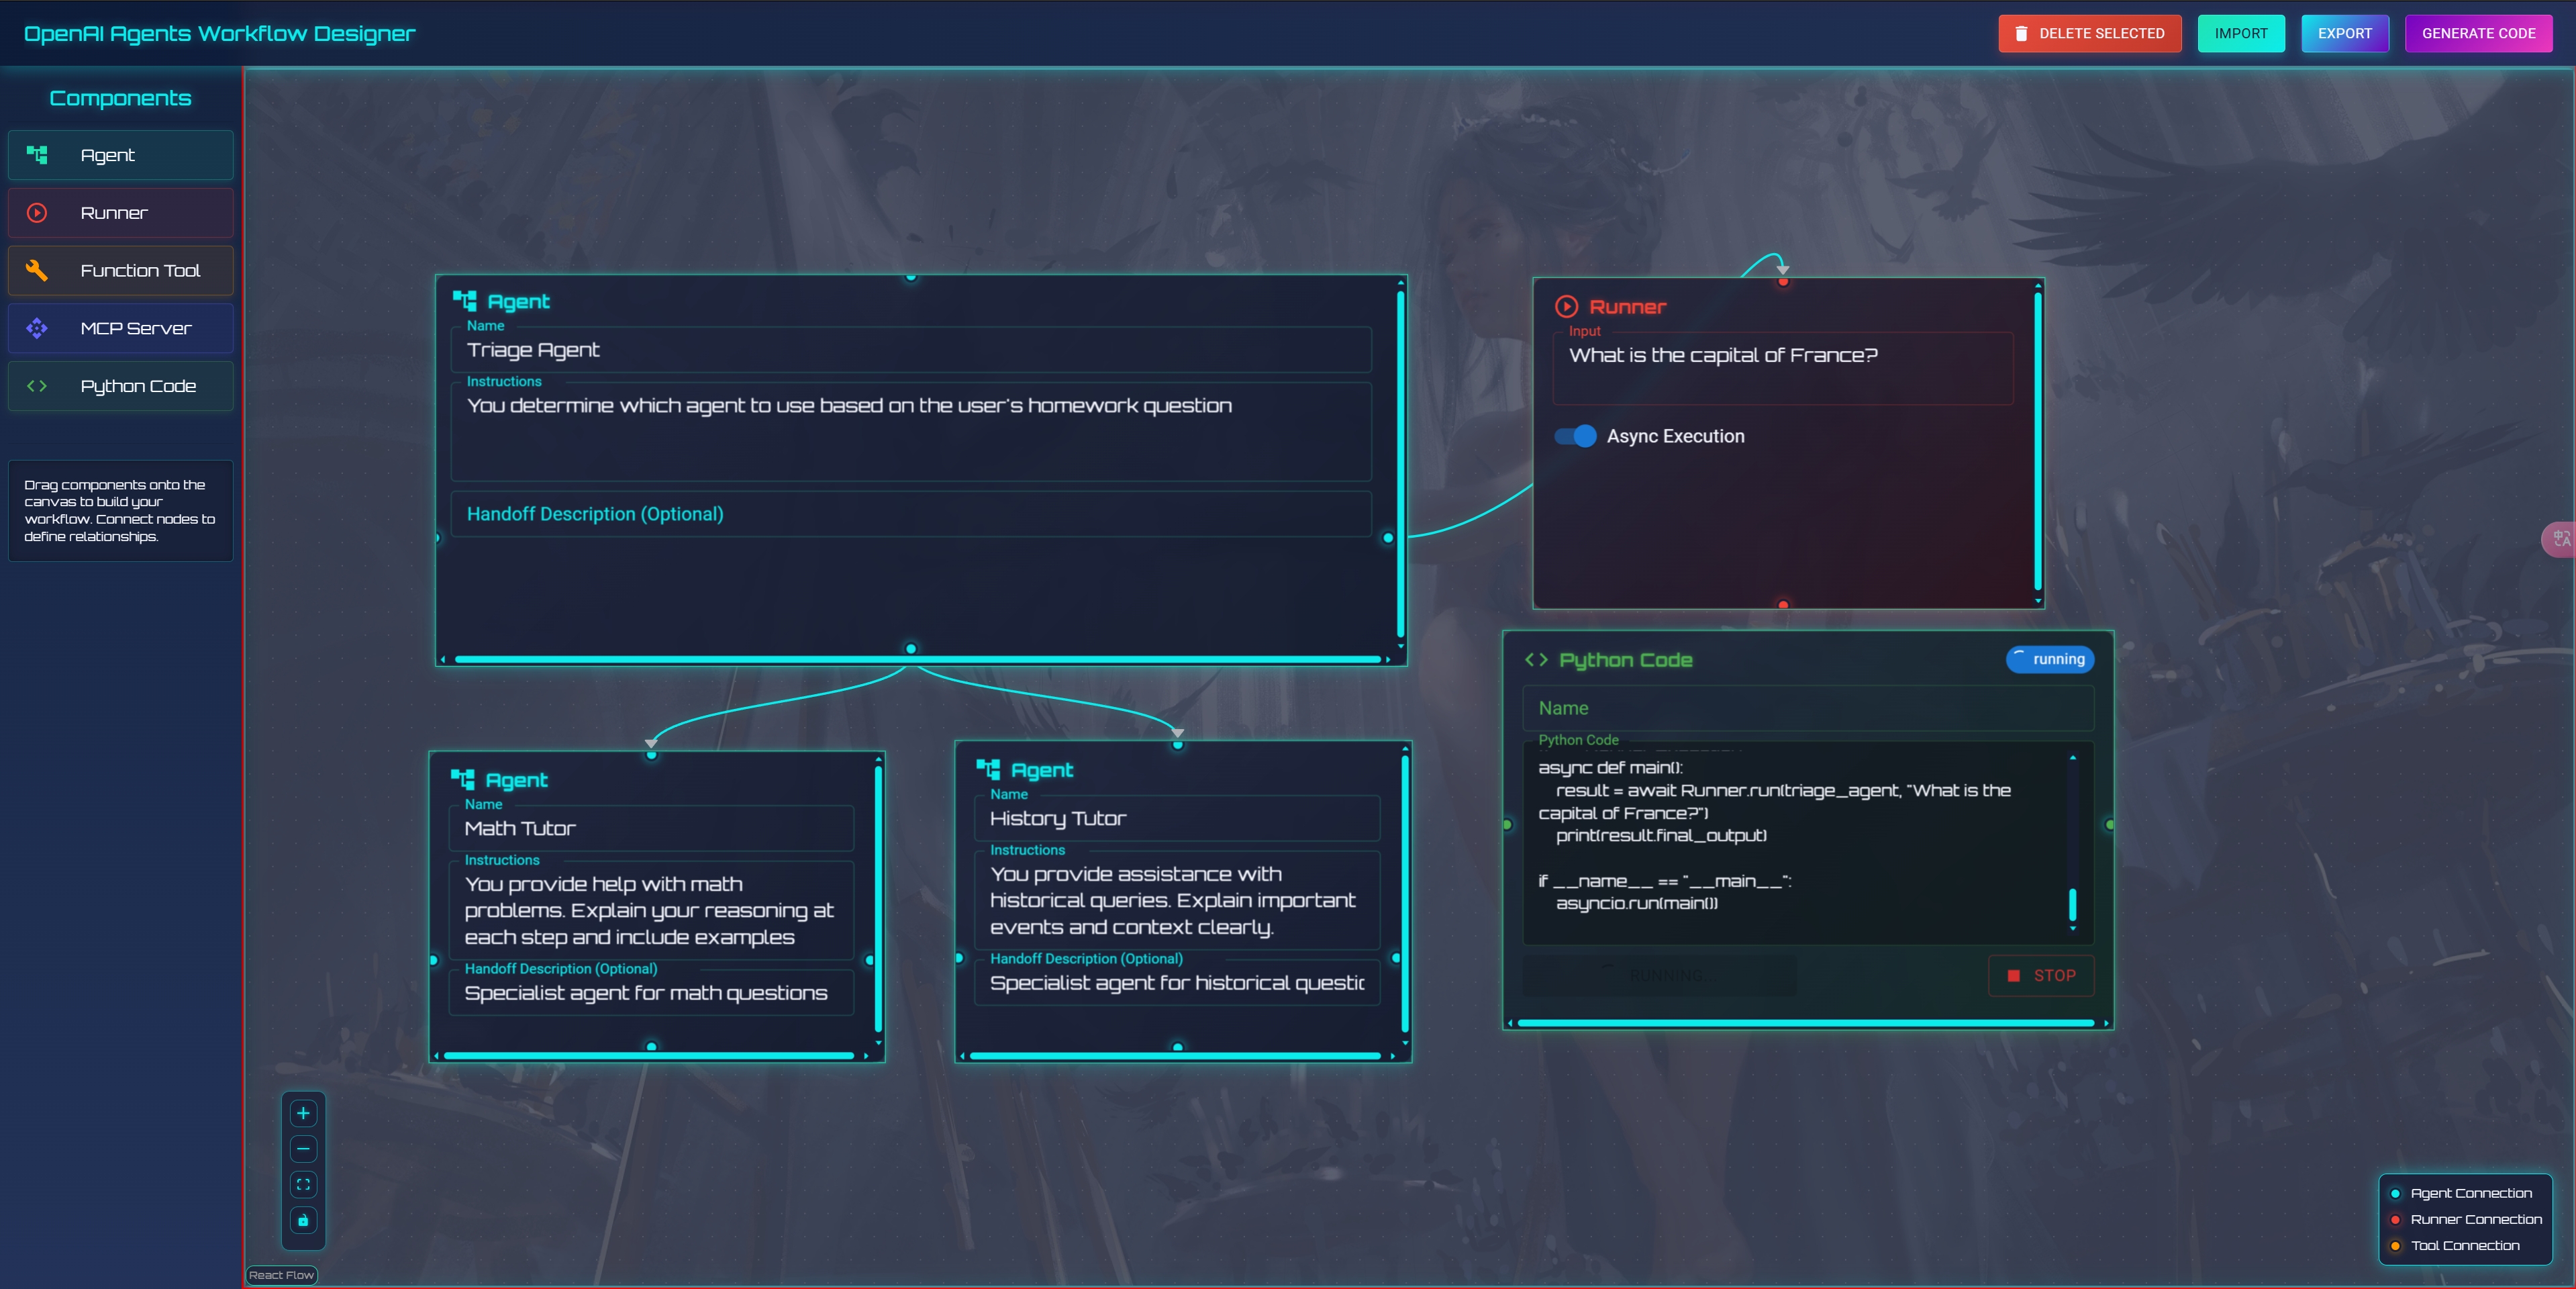 OpenAI Agents Workflow Designer
DELETE SELECTED
IMPORT
EXPORT
GENERATE CODE
Components
Agent
Runner
Function Tool
MCP Server
Python Code
Drag components onto the
canvas to build your
workflow. Connect nodes to
define relationships.
Agent
Name
Triage Agent
Instructions
You determine which agent to use based on the user's homework question
Handoff Description (Optional)
Runner
Input
What is the capital of France?
Async Execution
Agent
Name
Math Tutor
Instructions
You provide help with math
problems. Explain your reasoning at
each step and include examples
Handoff Description (Optional)
Specialist agent for math questions
Agent
Name
History Tutor
Instructions
You provide assistance with
historical queries. Explain important
events and context clearly.
Handoff Description (Optional)
Specialist agent for historical
Python Code
running
Name
Python Code
async def main():
result = await Runner.run(triage_agent, "What is the
capital of France?")
print(result.final_output)
if __name__ == "__main__":
asyncio.run(main())
RUNNING
STOP
Agent Connection
Runner Connection
Tool Connection
React Flow